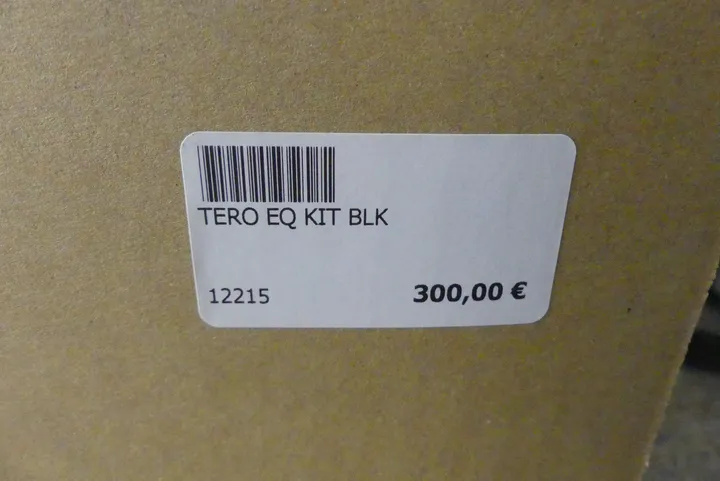 TERO EQ KIT BLK
12215 300,00 €